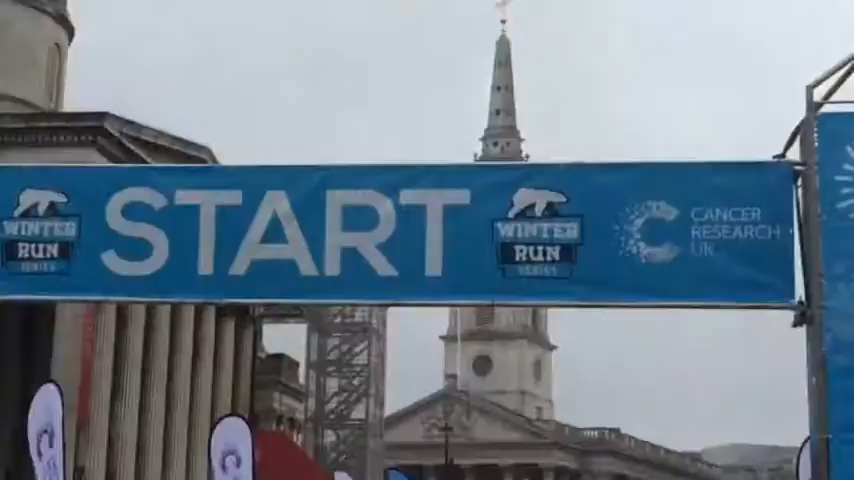 WINTER
RUN
SERIES
START
WINTER
RUN
SERIES
CANCER
RESEARCH
UK